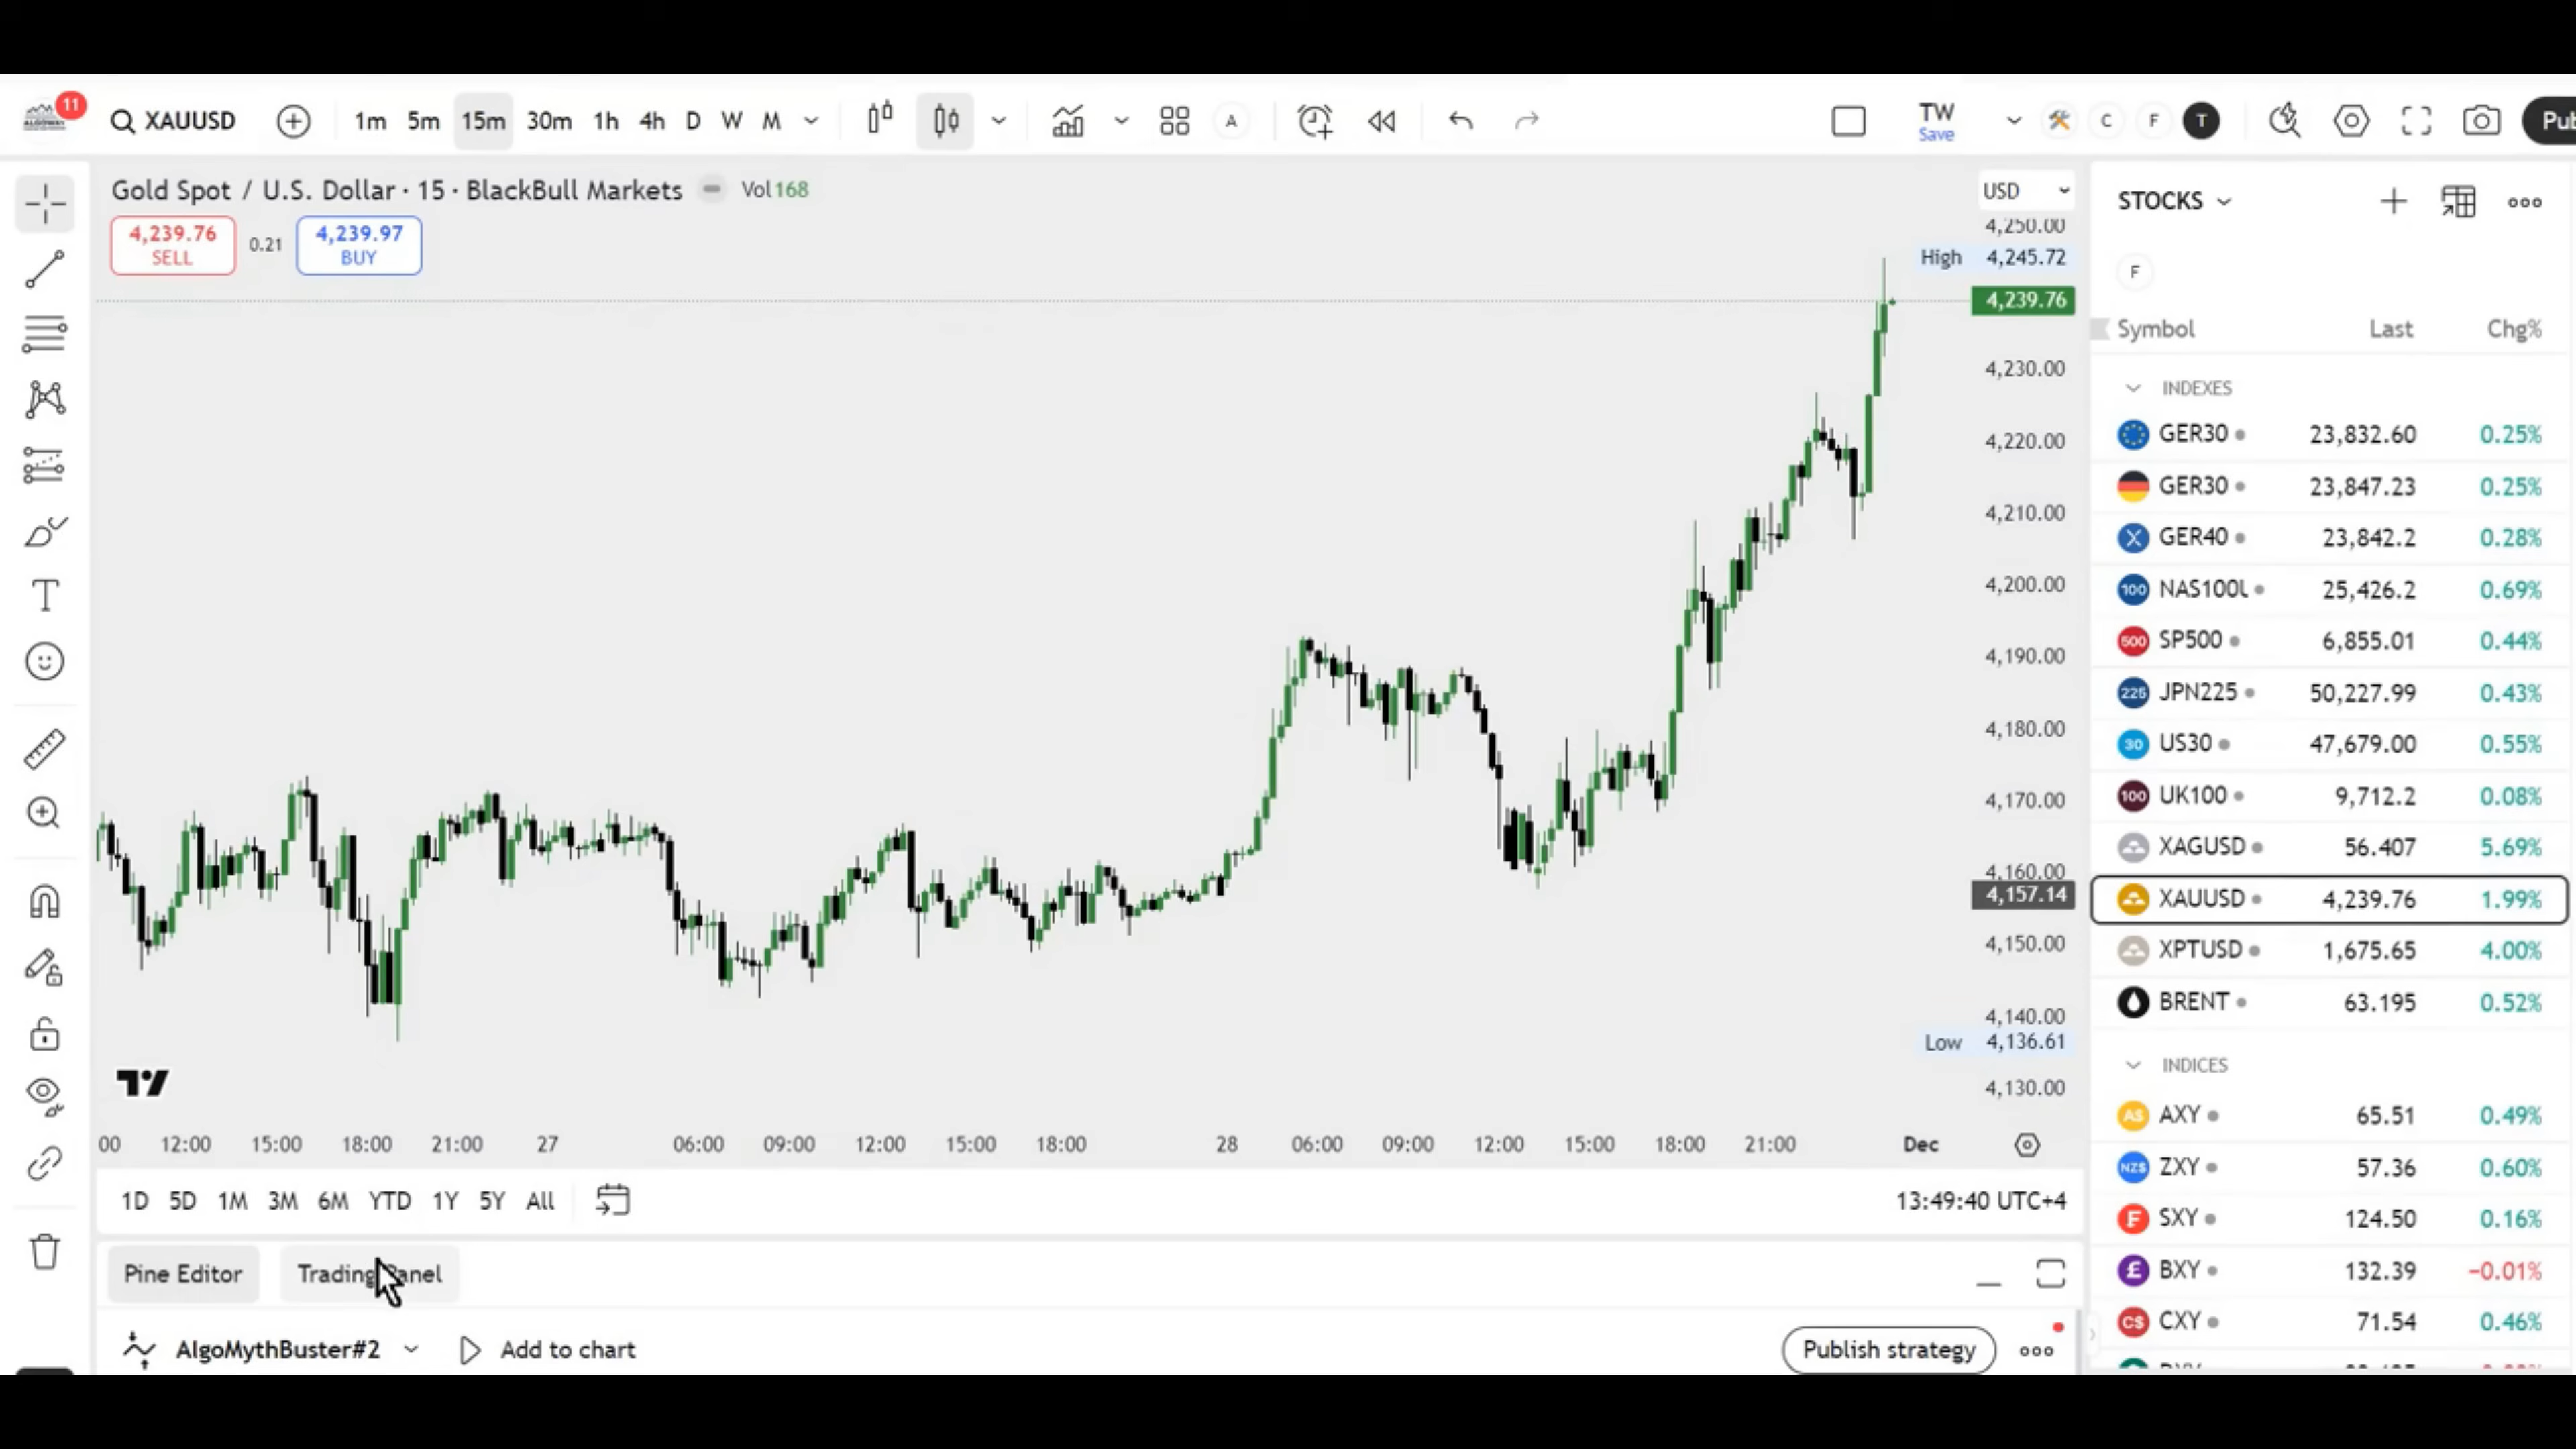 11 XAUUSD 1m 5m 15m 30m 1h 4h D W M A TW C F T Pub
Save
Gold Spot / U.S. Dollar · 15 · BlackBull Markets Vol 168
4,239.76 0.21 4,239.97
SELL BUY
USD
4,250.00
High 4,245.72
4,239.76
4,230.00
4,220.00
4,210.00
4,200.00
4,190.00
4,180.00
4,170.00
4,160.00
4,157.14
4,150.00
4,140.00
Low 4,136.61
4,130.00
00 12:00 15:00 18:00 21:00 27 06:00 09:00 12:00 15:00 18:00 28 06:00 09:00 12:00 15:00 18:00 21:00 Dec
1D 5D 1M 3M 6M YTD 1Y 5Y All 13:49:40 UTC+4
Pine Editor Trading Panel
AlgoMythBuster#2 Add to chart Publish strategy
STOCKS
F
Symbol Last Chg%
INDEXES
GER30 23,832.60 0.25%
GER30 23,847.23 0.25%
GER40 23,842.2 0.28%
100 NAS100 25,426.2 0.69%
500 SP500 6,855.01 0.44%
225 JPN225 50,227.99 0.43%
30 US30 47,679.00 0.55%
100 UK100 9,712.2 0.08%
XAGUSD 56.407 5.69%
XAUUSD 4,239.76 1.99%
XPTUSD 1,675.65 4.00%
BRENT 63.195 0.52%
INDICES
A$ AXY 65.51 0.49%
NZ$ ZXY 57.36 0.60%
SXY 124.50 0.16%
£ BXY 132.39 −0.01%
C$ CXY 71.54 0.46%